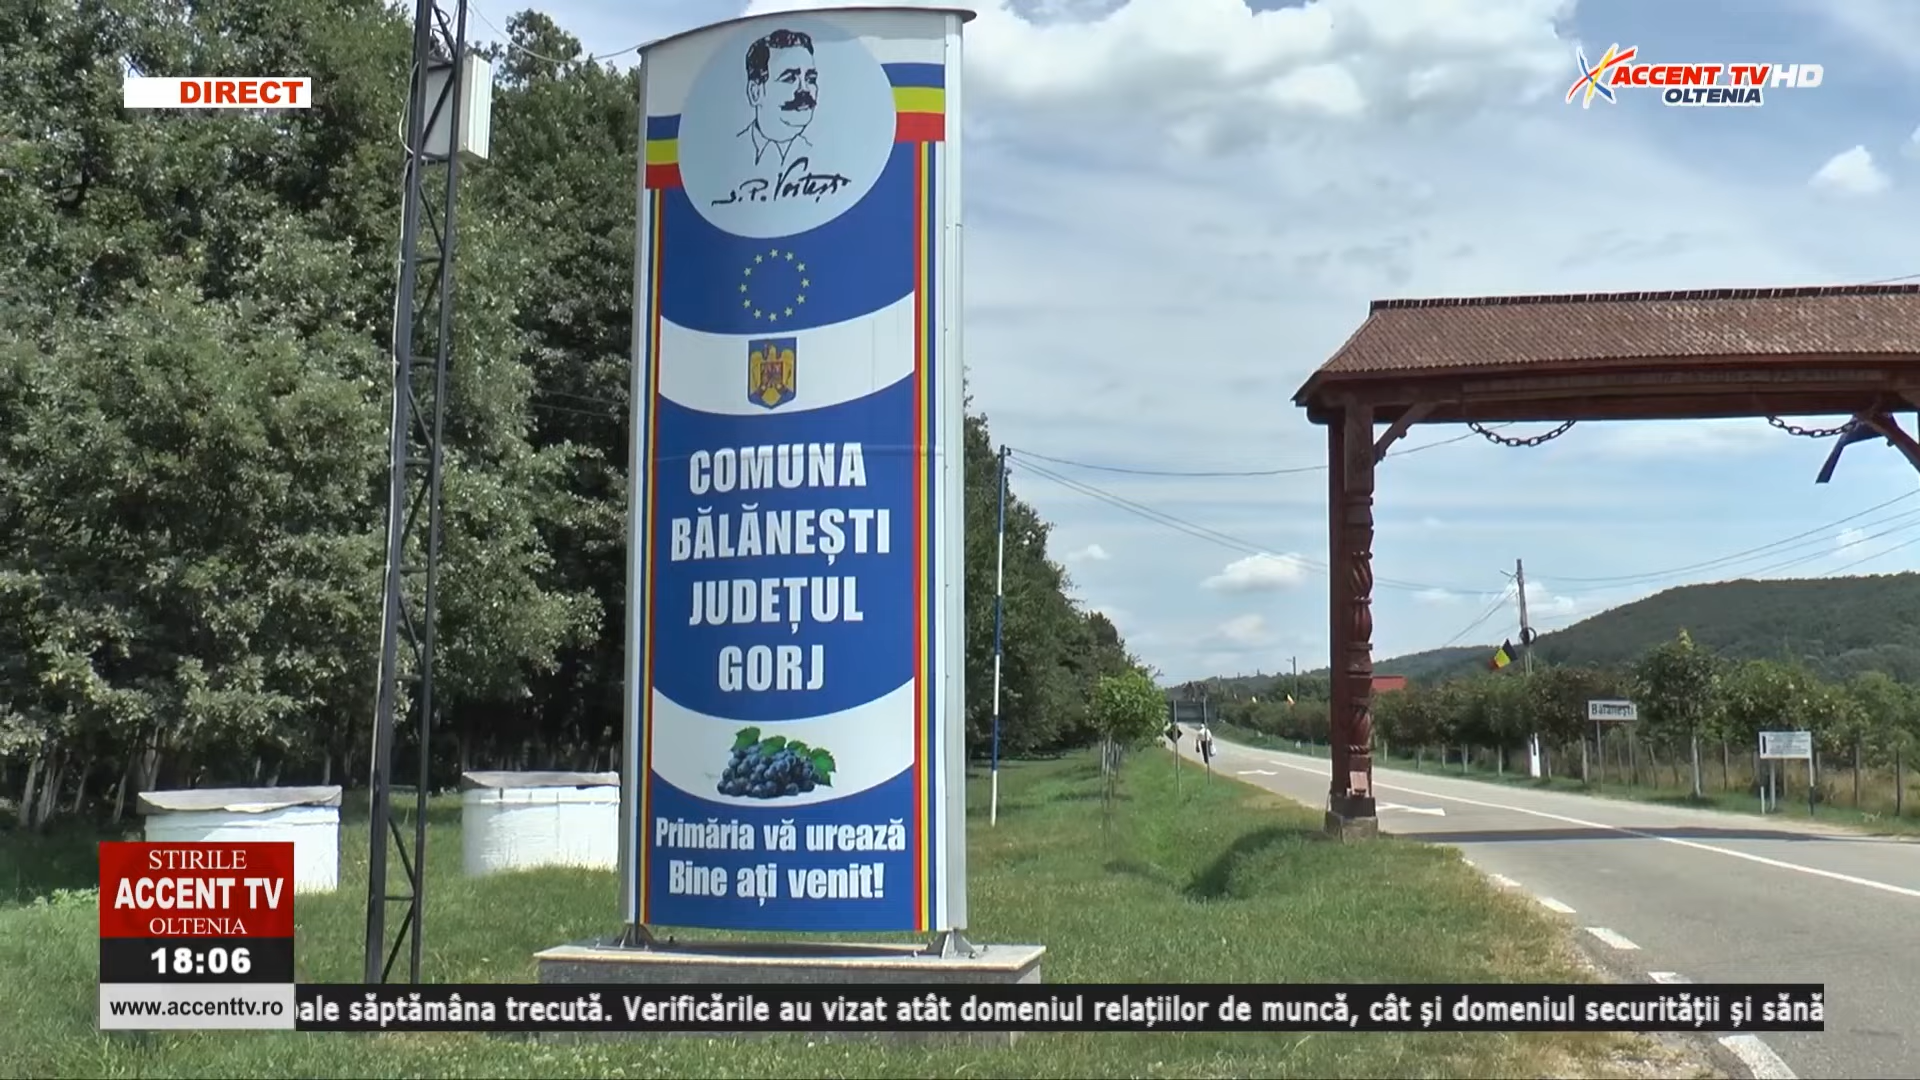 DIRECT
ACCENT TV HD
OLTENIA
COMUNA
BĂLĂNEȘTI
JUDEȚUL
GORJ
Primăria vă urează
Bine ați venit!
Bălănești
STIRILE
ACCENT TV
OLTENIA
18:06
www.accenttv.ro
săptămâna trecută. Verificările au vizat atât domeniul relațiilor de muncă, cât și domeniul securității și